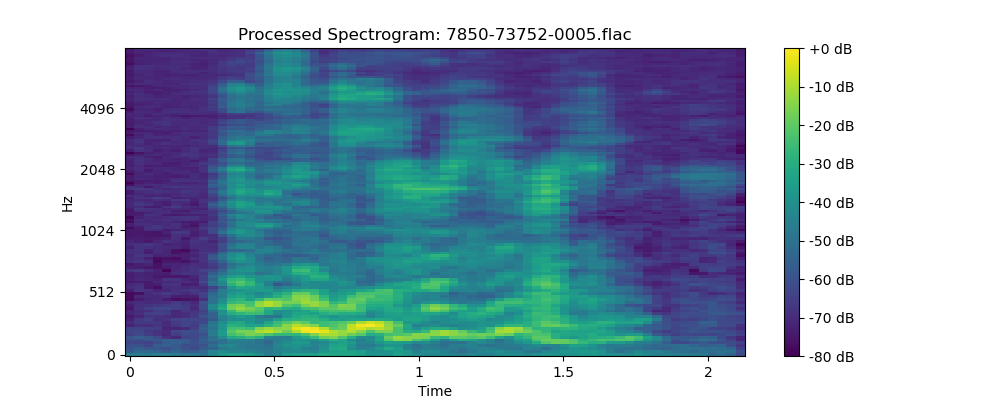 Processed Spectrogram: 7850-73752-0005.flac
Hz
4096
2048
1024
512
0
0
0.5
1
1.5
2
Time
+0 dB
-10 dB
-20 dB
-30 dB
-40 dB
-50 dB
-60 dB
-70 dB
-80 dB